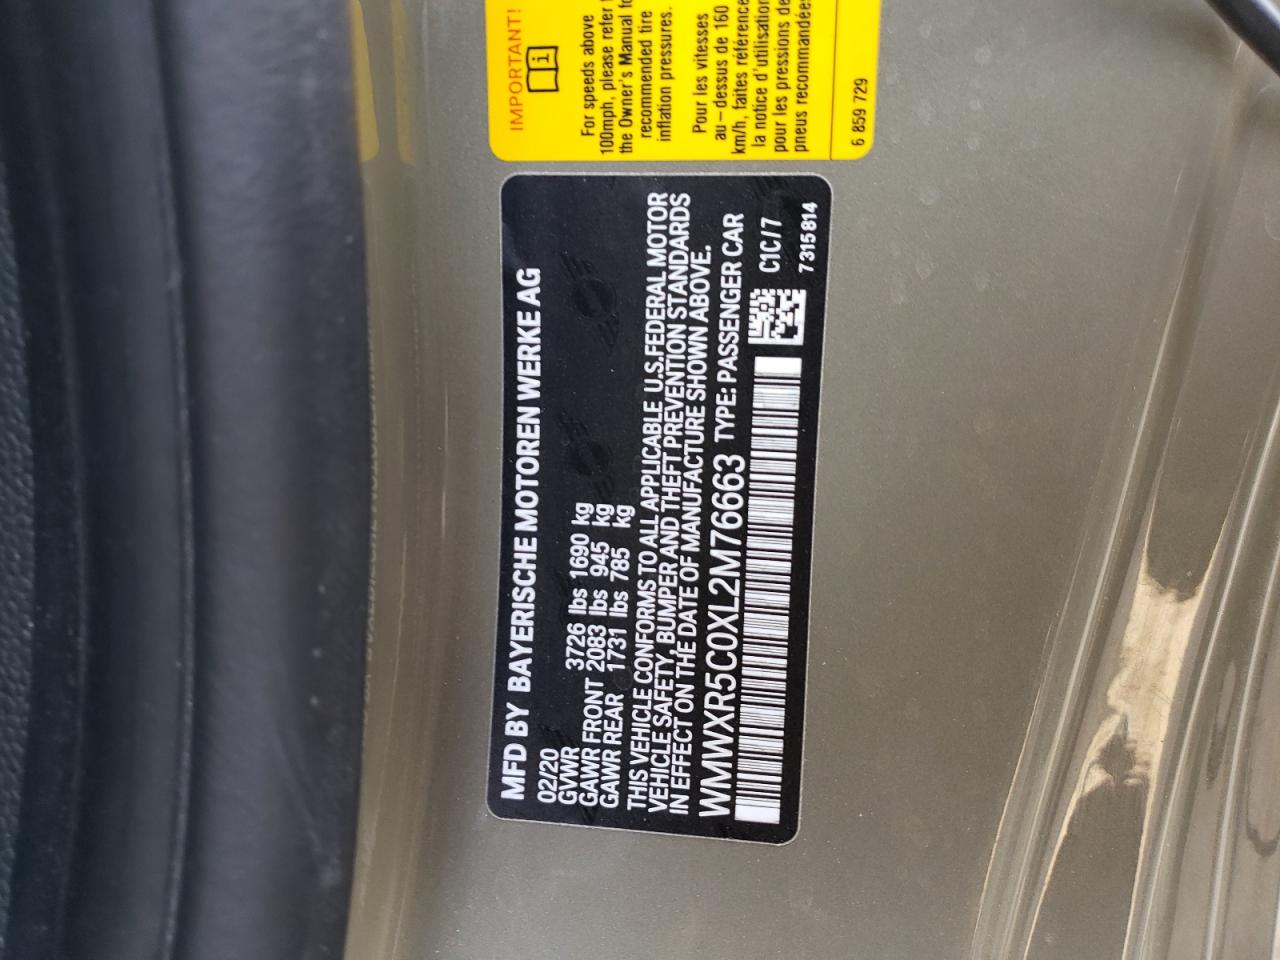 IMPORTANT!
For speeds above
100mph, please refer
the Owner's Manual
recommended tire
inflation pressures.
Pour les vitesses
au-dessus de 160
km/h, faites référence
la notice d'utilisation
pour les pressions de
pneus recommandées
6 859 729
MFD BY BAYERISCHE MOTOREN WERKE AG
02/20
GVWR 3726 lbs 1690 kg
GAWR FRONT 2083 lbs 945 kg
GAWR REAR 1731 lbs 785 kg
THIS VEHICLE CONFORMS TO ALL APPLICABLE U.S.FEDERAL MOTOR
VEHICLE SAFETY, BUMPER AND THEFT PREVENTION STANDARDS
IN EFFECT ON THE DATE OF MANUFACTURE SHOWN ABOVE.
WMWXR5C0XL2M76663 TYPE: PASSENGER CAR
C1C/7
7315814